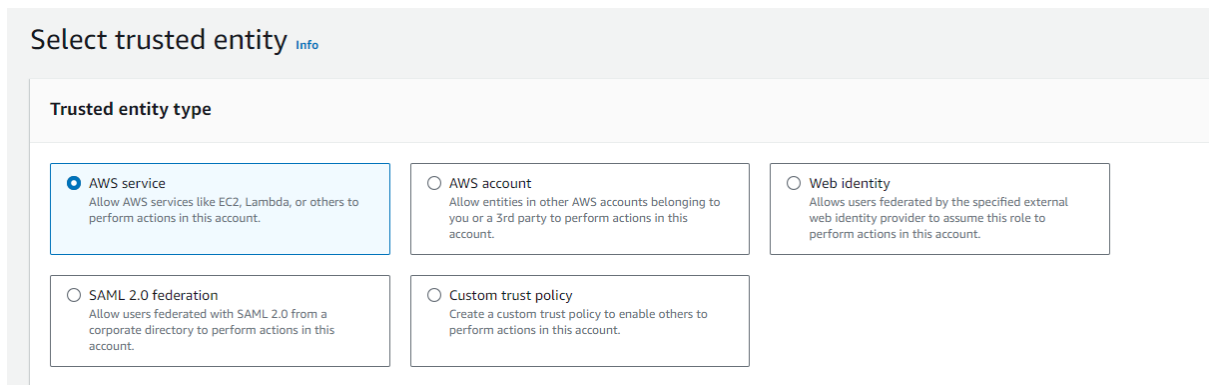 Select trusted entity Info
Trusted entity type
AWS service
Allow AWS services like EC2, Lambda, or others to
perform actions in this account.
AWS account
Allow entities in other AWS accounts belonging to
you or a 3rd party to perform actions in this
account.
Web identity
Allows users federated by the specified external
web identity provider to assume this role to
perform actions in this account.
SAML 2.0 federation
Allow users federated with SAML 2.0 from a
corporate directory to perform actions in this
account.
Custom trust policy
Create a custom trust policy to enable others to
perform actions in this account.